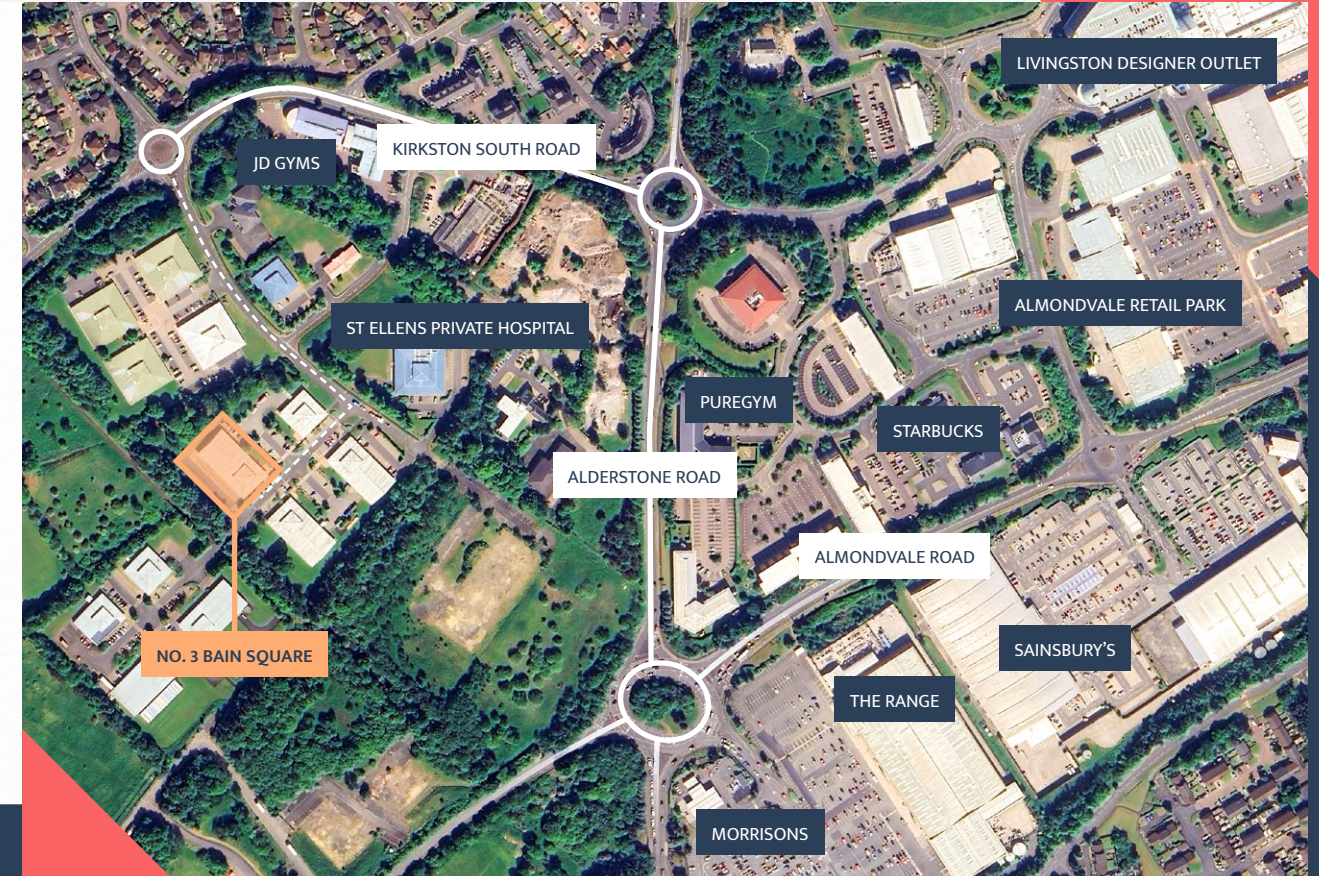 LIVINGSTON DESIGNER OUTLET
KIRKSTON SOUTH ROAD
JD GYMS
ALMONDVALE RETAIL PARK
ST ELLENS PRIVATE HOSPITAL
PUREGYM
STARBUCKS
ALDERSTONE ROAD
ALMONDVALE ROAD
SAINSBURY'S
NO. 3 BAIN SQUARE
THE RANGE
MORRISONS